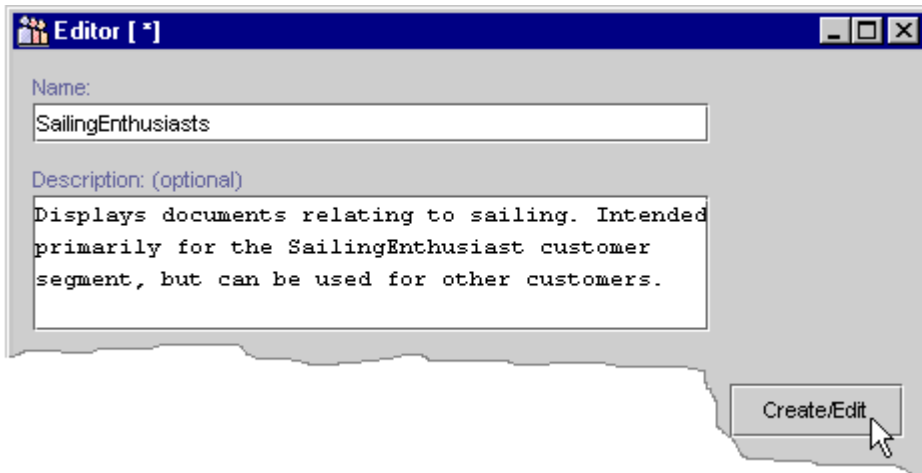 Editor [ *]
Name:
SailingEnthusiasts
Description: (optional)
Displays documents relating to sailing. Intended
primarily for the SailingEnthusiast customer
segment, but can be used for other customers.
Create/Edit